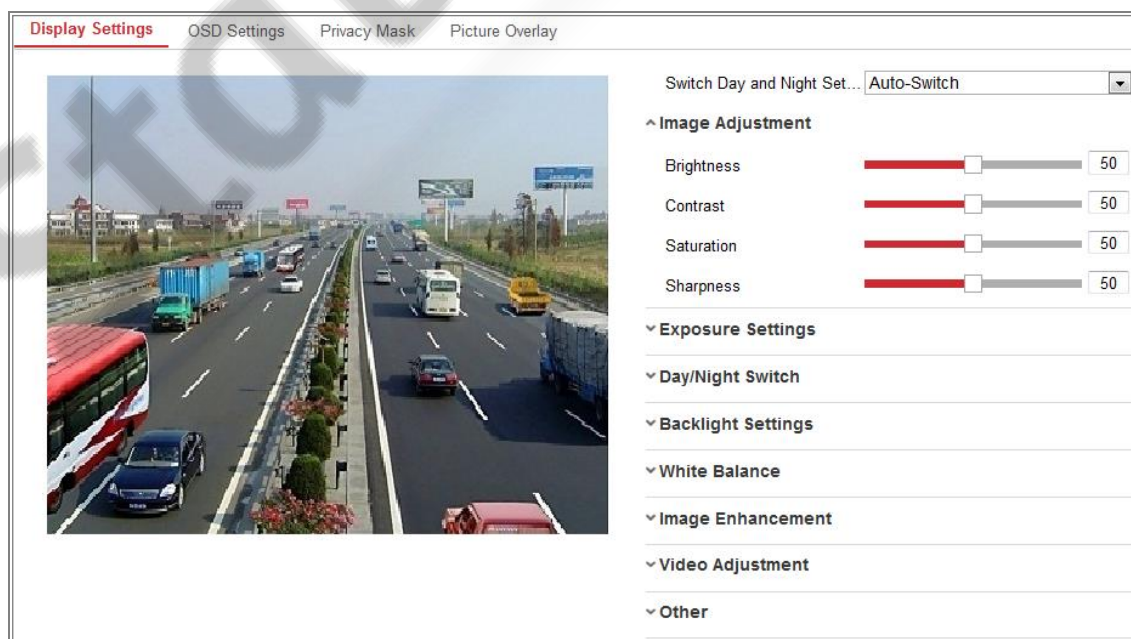 Display Settings
OSD Settings
Privacy Mask
Picture Overlay
Switch Day and Night Set... Auto-Switch
Image Adjustment
Brightness 50
Contrast 50
Saturation 50
Sharpness 50
Exposure Settings
Day/Night Switch
Backlight Settings
White Balance
Image Enhancement
Video Adjustment
Other